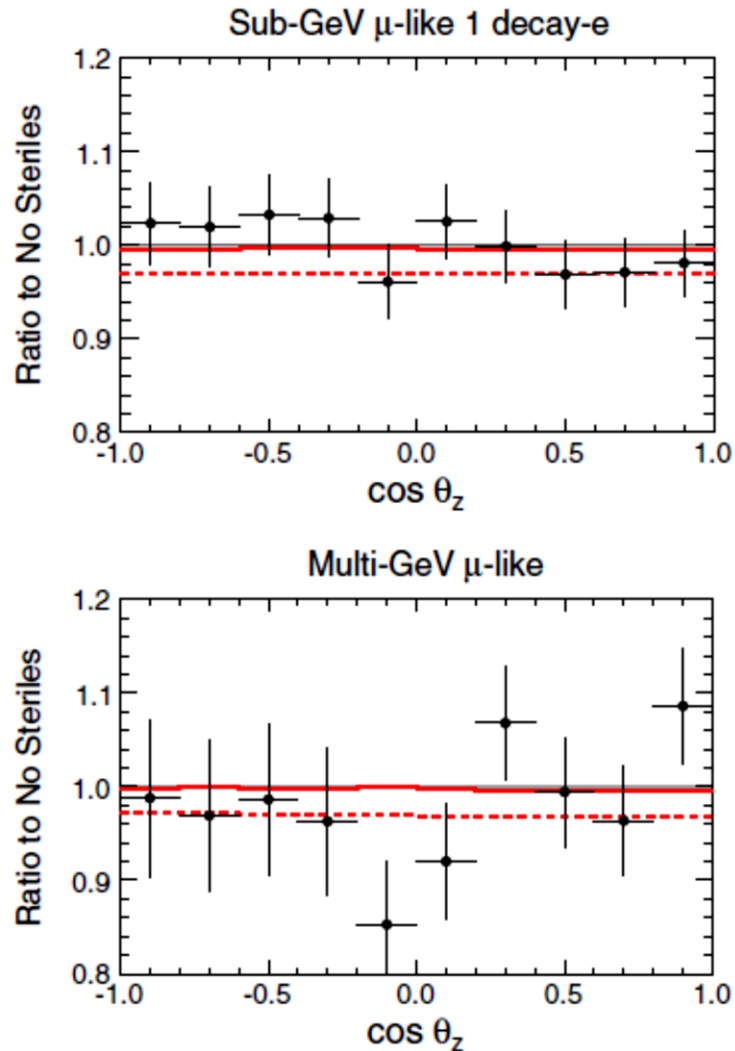 Sub-GeV μ-like 1 decay-e
Ratio to No Steriles
1.2
1.1
1.0
0.9
0.8
-1.0 -0.5 0.0 0.5 1.0
cos θz
Multi-GeV μ-like
Ratio to No Steriles
1.2
1.1
1.0
0.9
0.8
-1.0 -0.5 0.0 0.5 1.0
cos θz